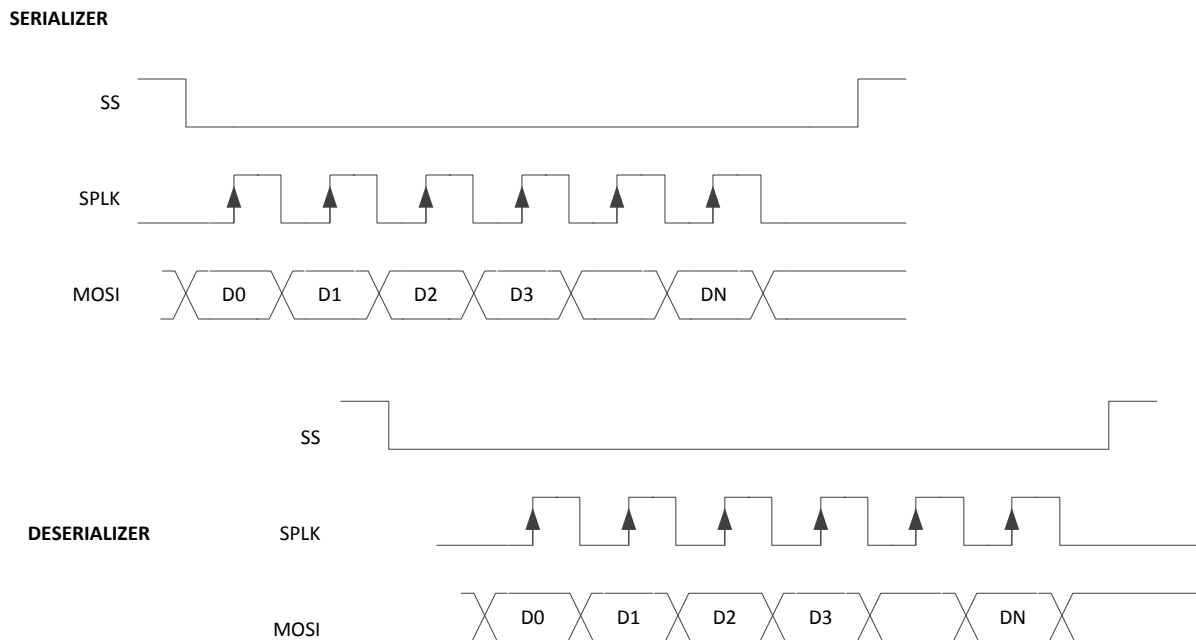 SERIALIZER
SS
SPLK
MOSI
D0 D1 D2 D3 DN
SS
DESERIALIZER
SPLK
MOSI
D0 D1 D2 D3 DN